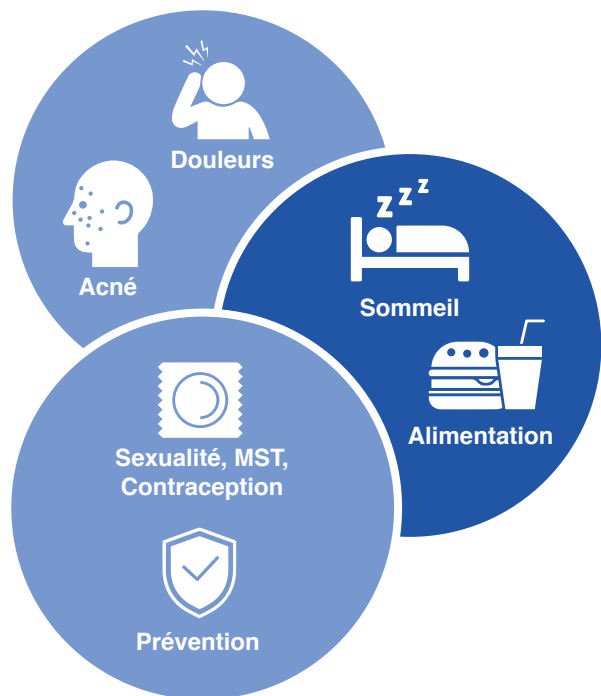 Douleurs
Acné
z z z
Sommeil
Alimentation
Sexualité, MST,
Contraception
Prévention